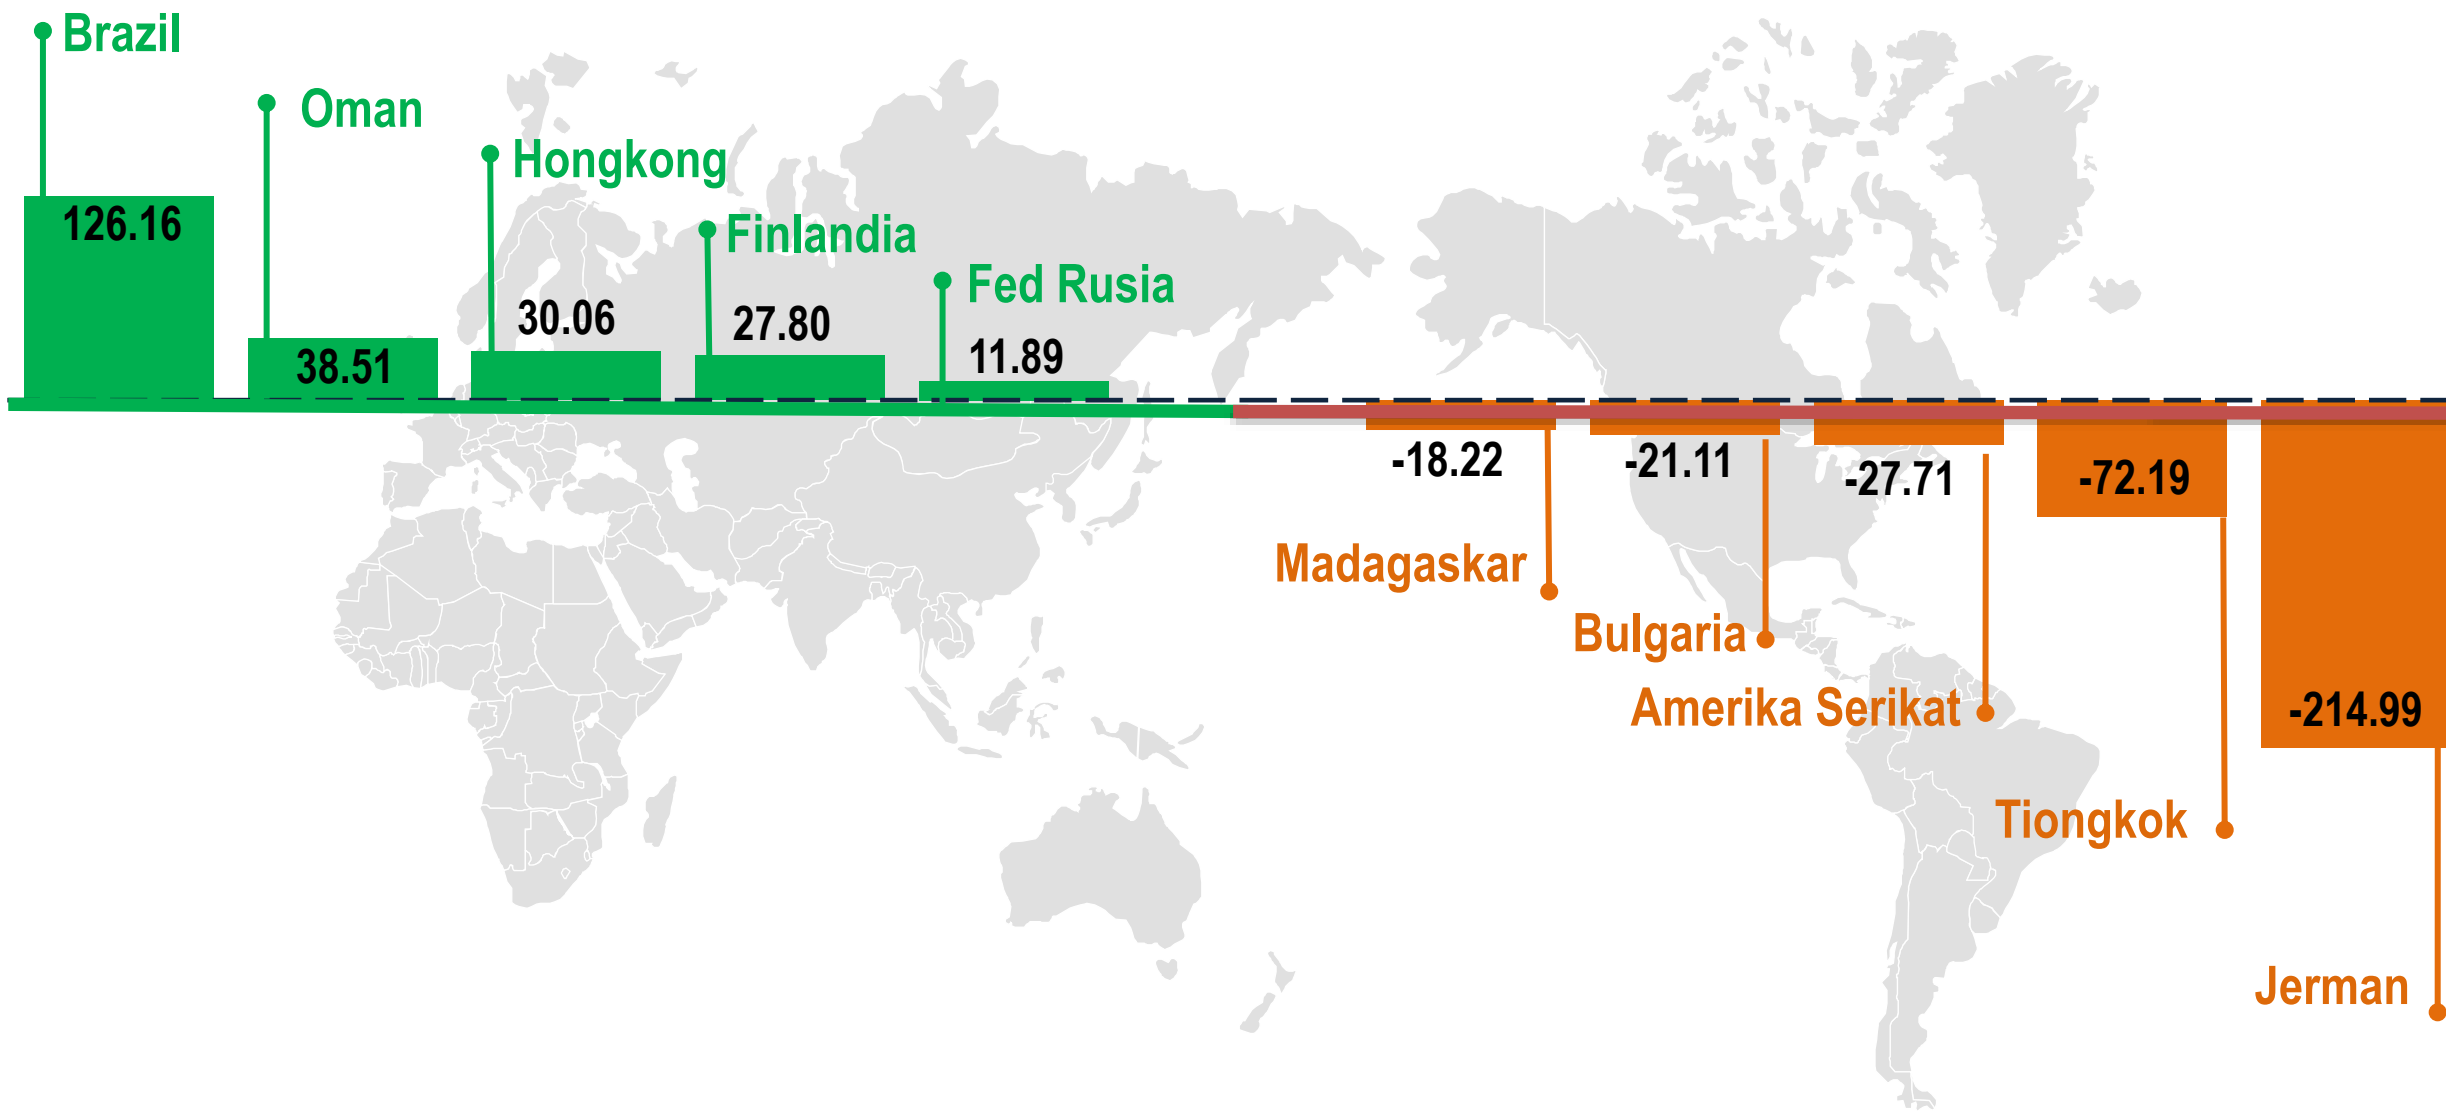 Brazil
Oman
Hongkong
Finlandia
Fed Rusia
126.16
38.51
30.06
27.80
11.89
-18.22
-21.11
-27.71
-72.19
-214.99
Madagaskar
Bulgaria
Amerika Serikat
Tiongkok
Jerman